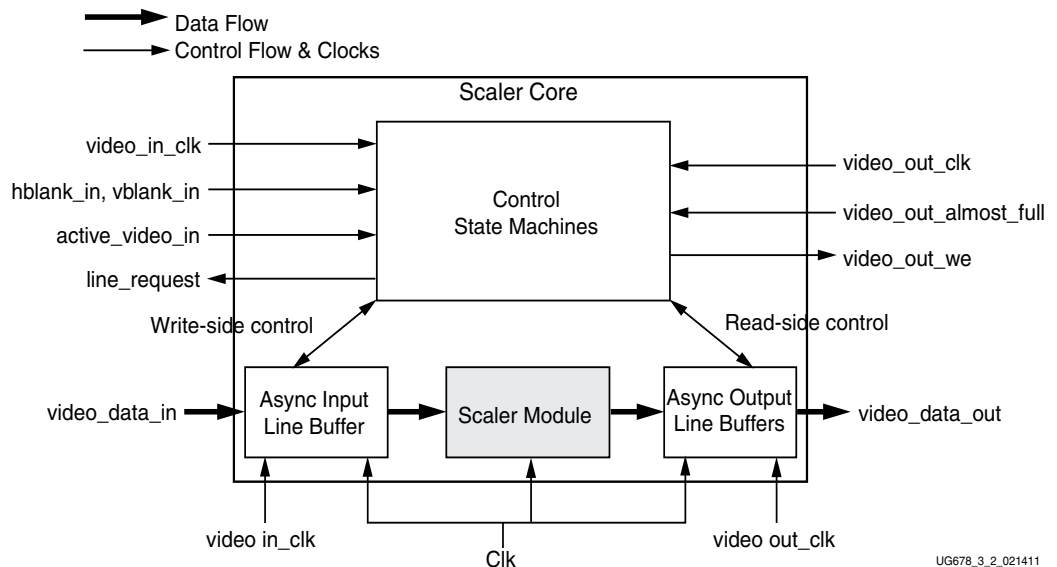 Data Flow
Control Flow & Clocks
Scaler Core
video_in_clk
hblank_in, vblank_in
active_video_in
line_request
Control
State Machines
video_out_clk
video_out_almost_full
video_out_we
Write-side control
Read-side control
video_data_in
Async Input
Line Buffer
Scaler Module
Async Output
Line Buffers
video_data_out
video in_clk
Clk
video out_clk
UG678_3_2_021411